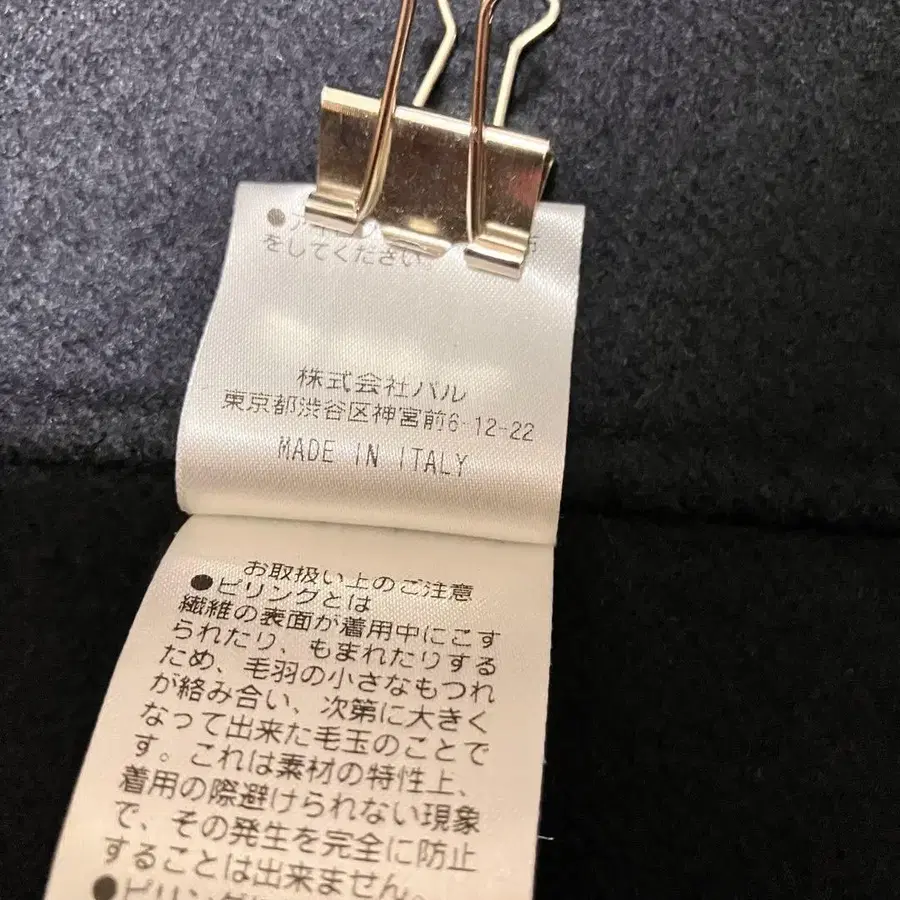 ●ア
をしてください
株式会社パル
東京都渋谷区神宮前6-12-22
MADE IN ITALY
お取扱い上のご注意
●ピリングとは
繊維の表面が着用中にこす
られたり、もまれたりする
ため、毛羽の小さなもつれ
が絡み合い、次第に大きく
なって出来た毛玉のことで
す。これは素材の特性上、
着用の際避けられない現象
で、その発生を完全に防止
することは出来ません。
●ピリング